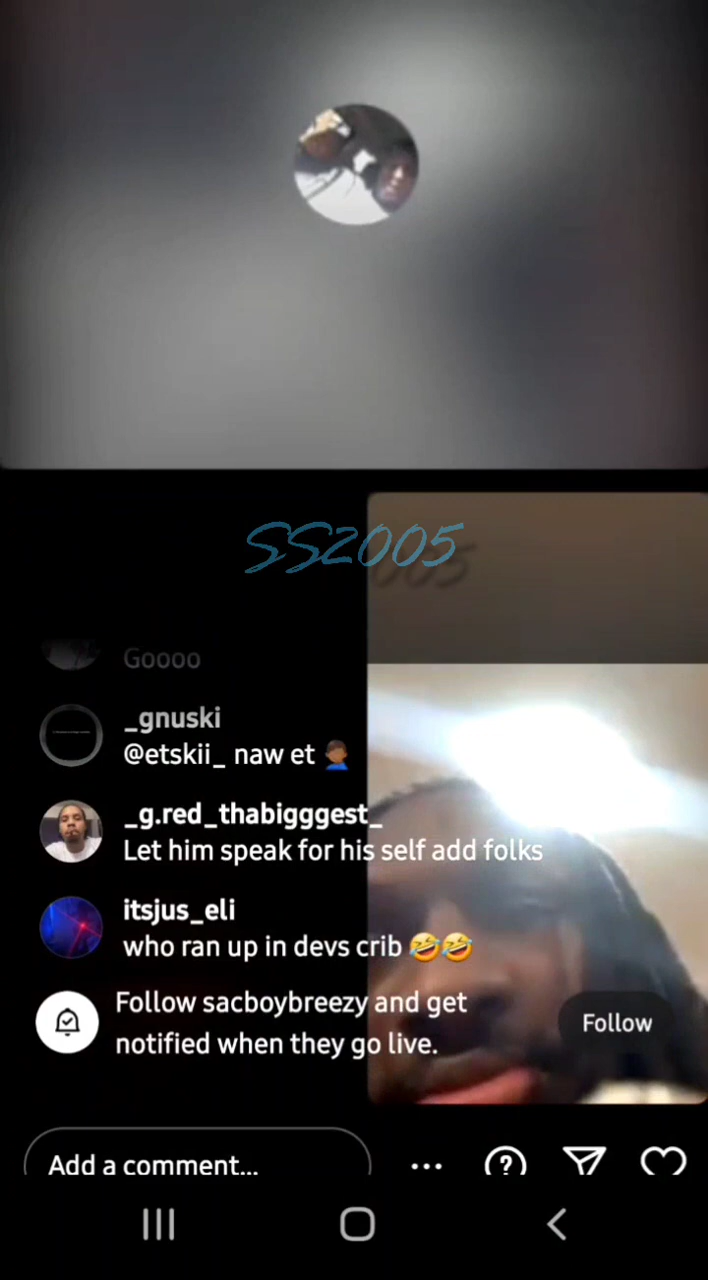 SS2005
Goooo
_gnuski
@etskii_ naw et 🤦🏾‍♂️
_g.red_thabigggest_
Let him speak for his self add folks
itsjus_eli
who ran up in devs crib 🤣🤣
Follow sacboybreezy and get
notified when they go live.
Follow
Add a comment...